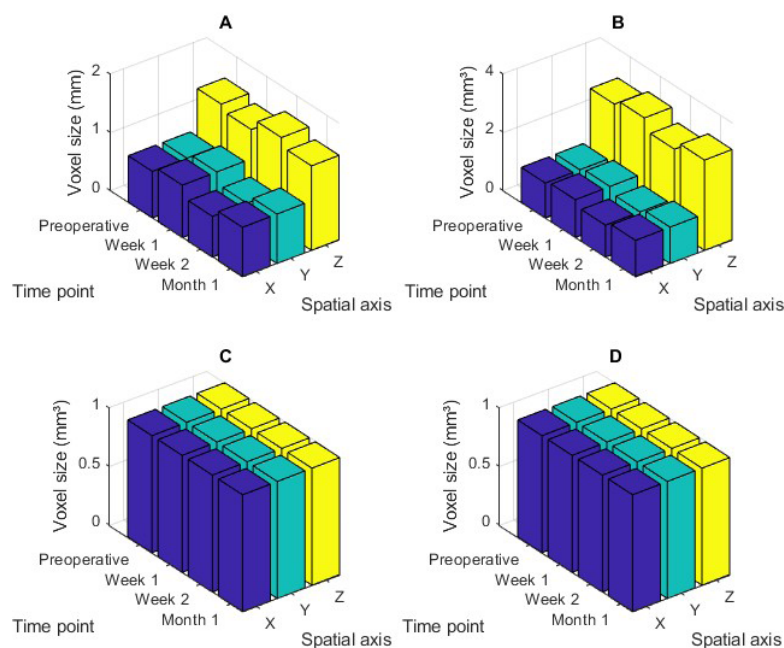 A
Voxel size (mm)
2
1
0
Preoperative
Week 1
Week 2
Month 1
Time point
X
Y
Z
Spatial axis
B
Voxel size (mm³)
4
2
0
Preoperative
Week 1
Week 2
Month 1
Time point
X
Y
Z
Spatial axis
C
Voxel size (mm³)
1
0.5
0
Preoperative
Week 1
Week 2
Month 1
Time point
X
Y
Z
Spatial axis
D
Voxel size (mm³)
1
0.5
0
Preoperative
Week 1
Week 2
Month 1
Time point
X
Y
Z
Spatial axis